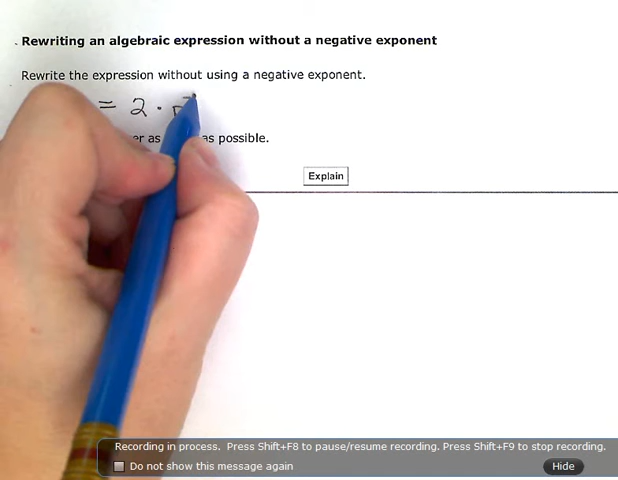 Rewriting an algebraic expression without a negative exponent
Rewrite the expression without using a negative exponent.
= 2 ·
as possible.
Explain
Recording in process. Press Shift+F8 to pause/resume recording. Press Shift+F9 to stop recording.
Do not show this message again
Hide